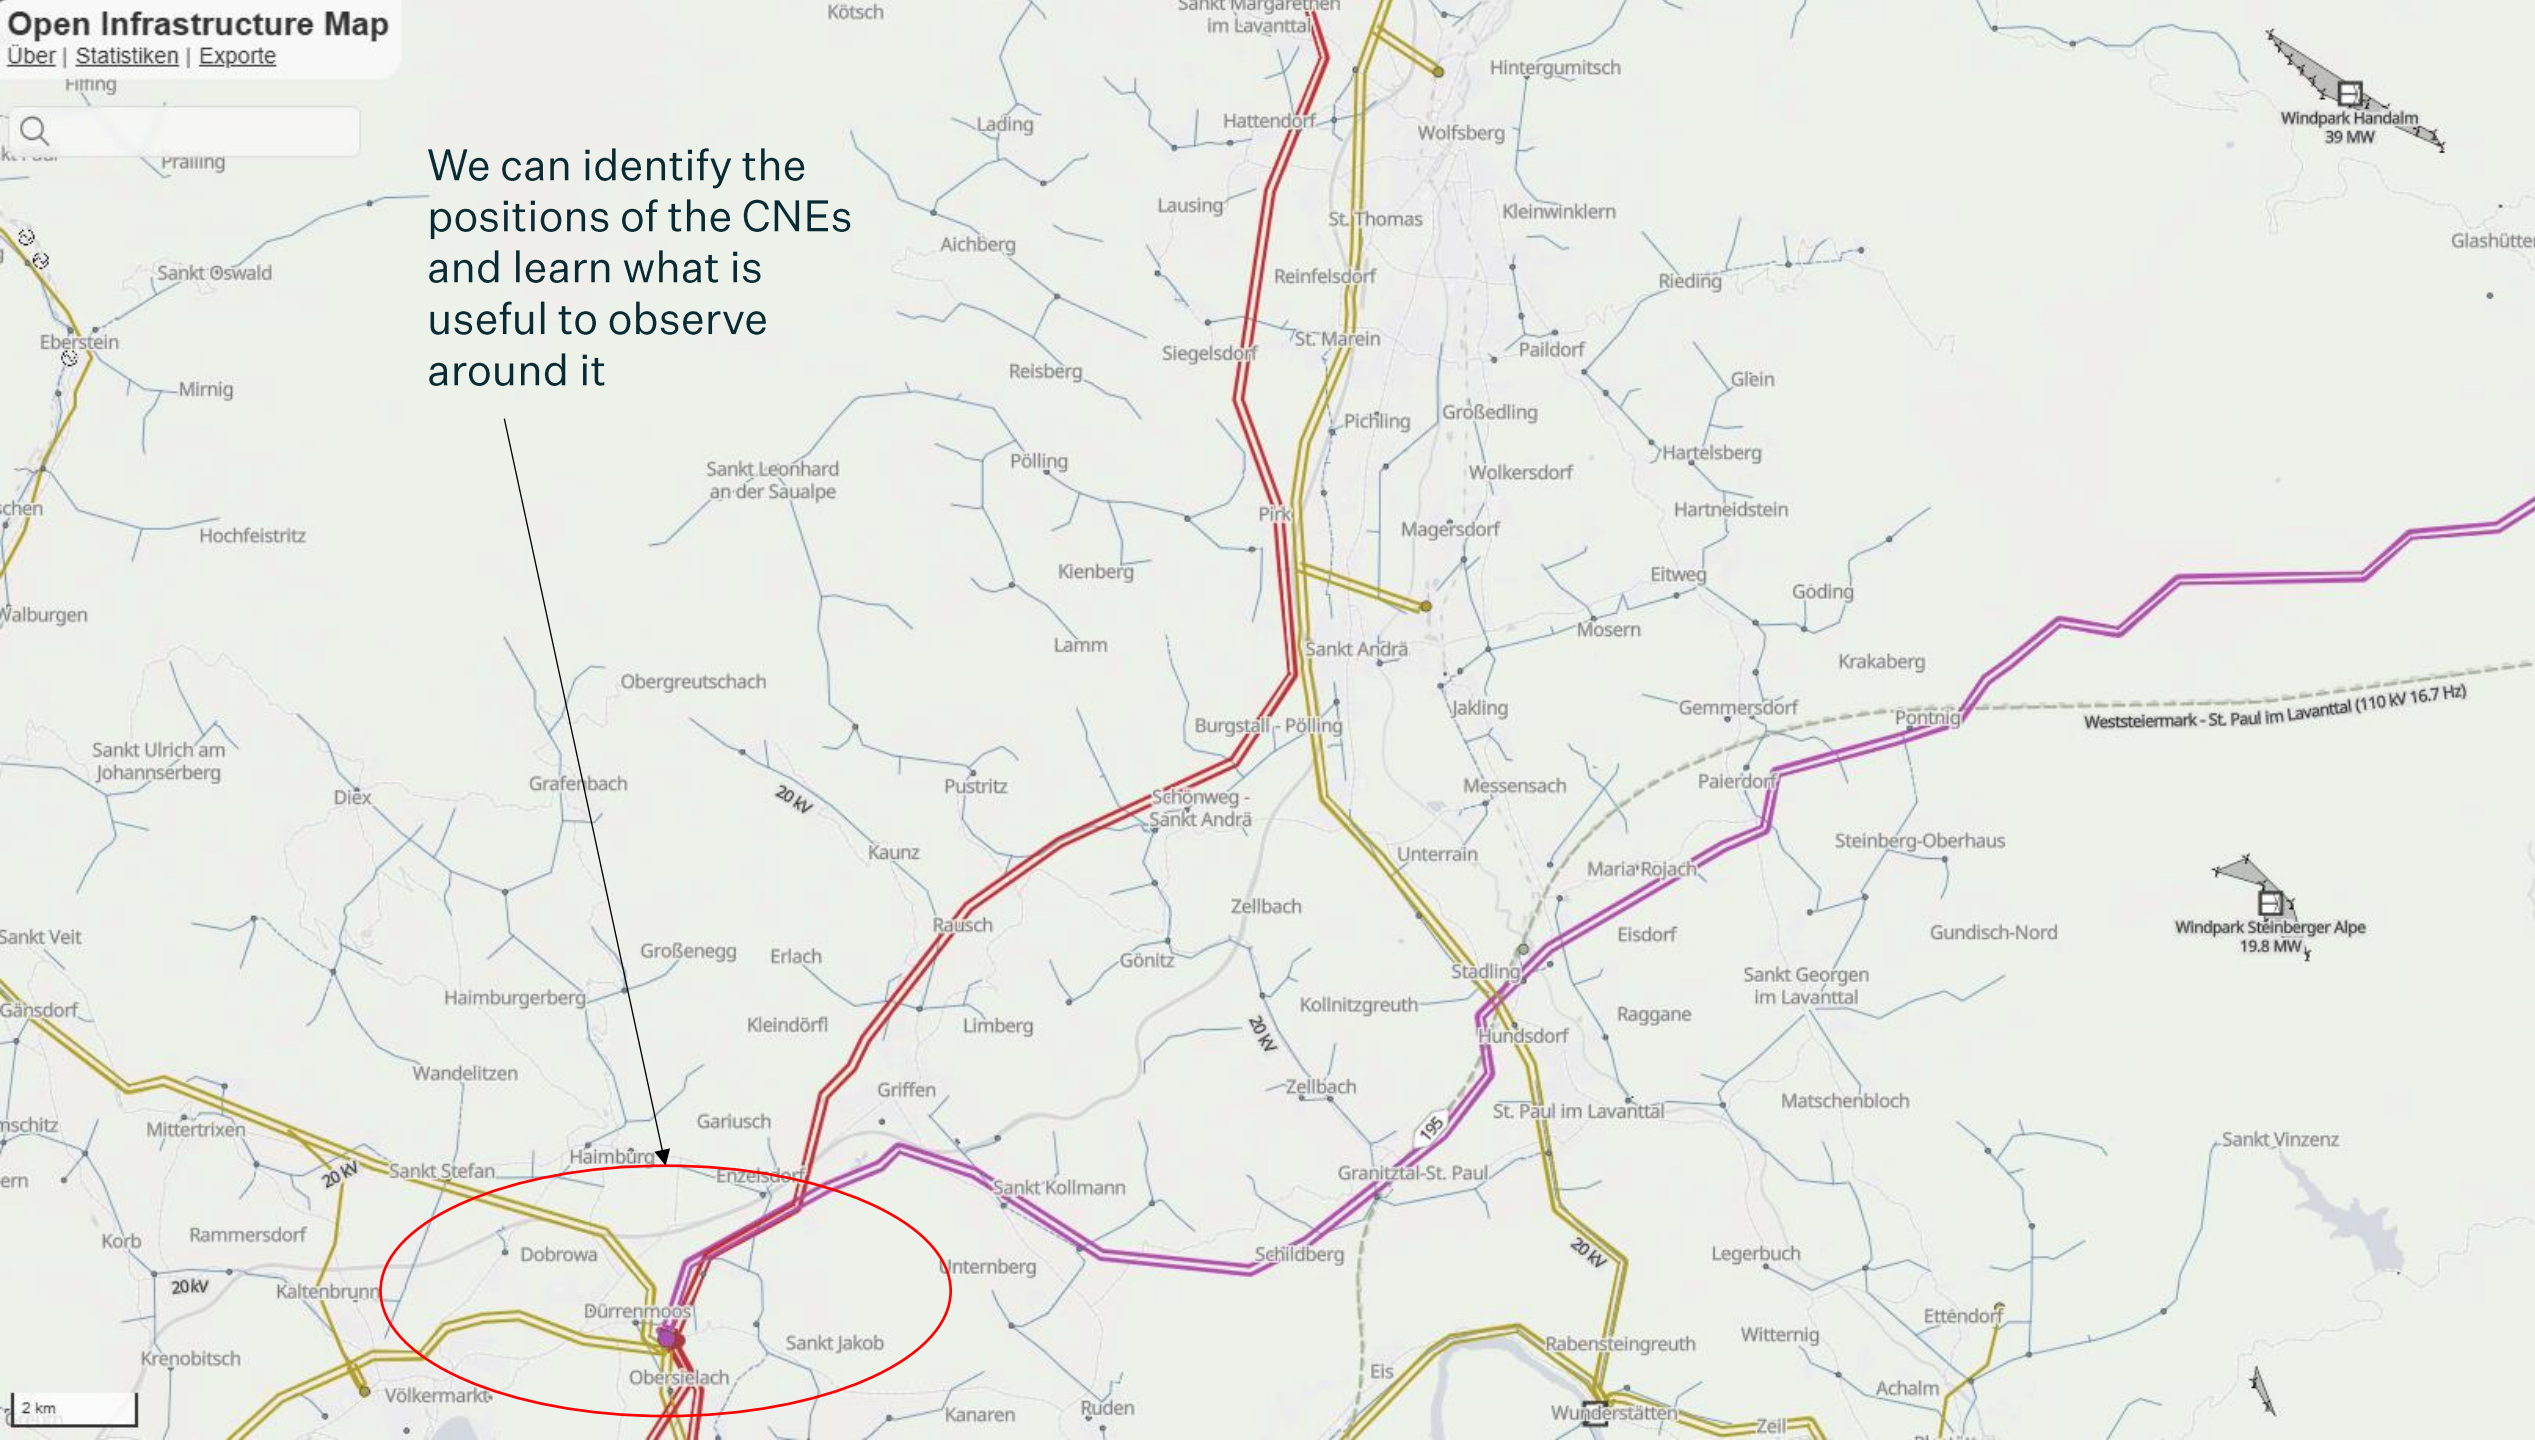 Open Infrastructure Map
Über | Statistiken | Exporte
We can identify the
positions of the CNEs
and learn what is
useful to observe
around it
Kötsch
Sankt Margarethen
im Lavanttal
Hintergumitsch
Lading
Hattendorf
Wolfsberg
Windpark Handalm
39 MW
Pralling
Lausing
St. Thomas
Kleinwinklern
Aichberg
Glashütte
Sankt Oswald
Reinfelsdorf
Rieding
Eberstein
St. Marein
Siegelsdorf
Paildorf
Reisberg
Mirnig
Glein
Pichling
Großedling
Sankt Leonhard
an der Saualpe
Pölling
Hartelsberg
Wolkersdorf
schen
Pirk
Hartneidstein
Hochfeistritz
Magersdorf
Kienberg
Eitweg
Göding
Walburgen
Mosern
Lamm
Sankt Andrä
Krakaberg
Obergreutschach
Weststeiermark - St. Paul im Lavanttal (110 kV 16.7 Hz)
Jakling
Gemmersdorf
Pontnig
Burgstall - Pölling
Sankt Ulrich am
Johannserberg
Grafenbach
Pustritz
Messensach
Paierdorf
Diex
20 kV
Schönweg -
Sankt Andrä
Steinberg-Oberhaus
Kaunz
Unterrain
Maria Rojach
Zellbach
Rausch
Windpark Steinberger Alpe
19.8 MW
Sankt Veit
Großenegg
Erlach
Eisdorf
Gundisch-Nord
Gönitz
Stadling
Sankt Georgen
im Lavanttal
Haimburgerberg
Kollnitzgreuth
Gänsdorf
Kleindörfl
Limberg
20 kV
Raggane
Hundsdorf
Wandelitzen
Griffen
Zellbach
Matschenbloch
St. Paul im Lavanttal
195
Gariusch
Mittertrixen
Sankt Vinzenz
Haimburg
20 kV
Sankt Stefan
Enzelsdorf
Granitztal-St. Paul
Sankt Kollmann
Korb
Rammersdorf
Dobrowa
Schildberg
20 kV
Legerbuch
Unternberg
20 kV
Kaltenbrunn
Dürrenmoos
Ettendorf
Sankt Jakob
Rabensteingreuth
Witternig
Krenobitsch
Eis
Obersielach
Völkermarkt
Achalm
2 km
Kanaren
Ruden
Wunderstätten
Zeil